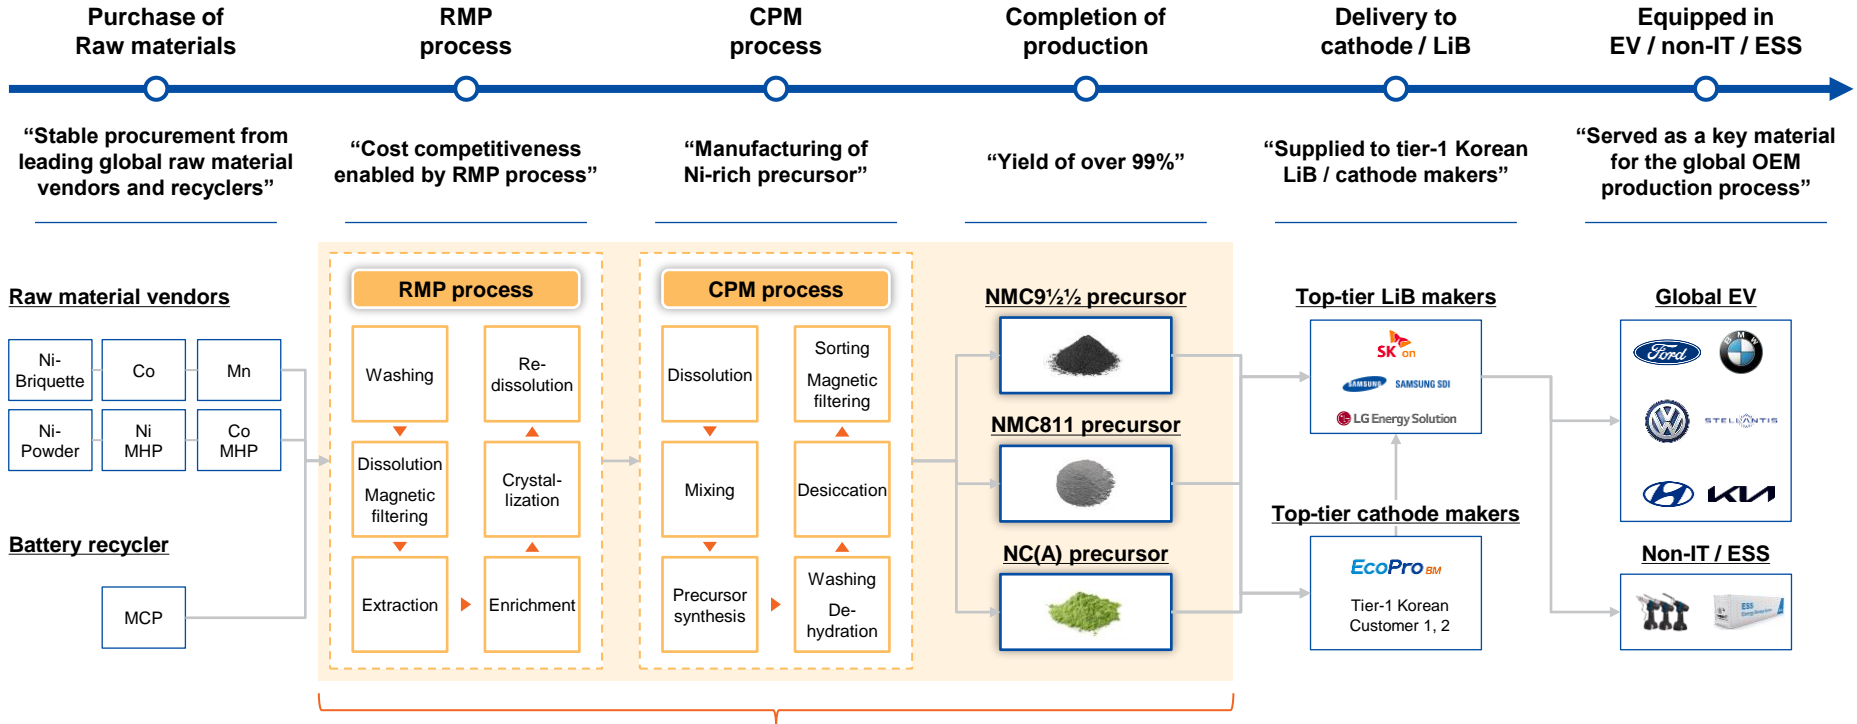 Purchase of
Raw materials
RMP
process
CPM
process
Completion of
production
Delivery to
cathode / LiB
Equipped in
EV / non-IT / ESS
“Stable procurement from
leading global raw material
vendors and recyclers”
“Cost competitiveness
enabled by RMP process”
“Manufacturing of
Ni-rich precursor”
“Yield of over 99%”
“Supplied to tier-1 Korean
LiB / cathode makers”
“Served as a key material
for the global OEM
production process”
Raw material vendors
Ni-
Briquette
Co
Mn
Ni-
Powder
Ni
MHP
Co
MHP
Battery recycler
MCP
RMP process
Washing
Dissolution
Magnetic
filtering
Extraction
Enrichment
Crystal-
lization
Re-
dissolution
CPM process
Dissolution
Mixing
Precursor
synthesis
Washing
De-
hydration
Desiccation
Sorting
Magnetic
filtering
NMC9½½ precursor
NMC811 precursor
NC(A) precursor
Top-tier LiB makers
SK on
SAMSUNG SAMSUNG SDI
LG Energy Solution
Top-tier cathode makers
EcoPro BM
Tier-1 Korean
Customer 1, 2
Global EV
Ford
BMW
STELLANTIS
KIA
Non-IT / ESS
ESS